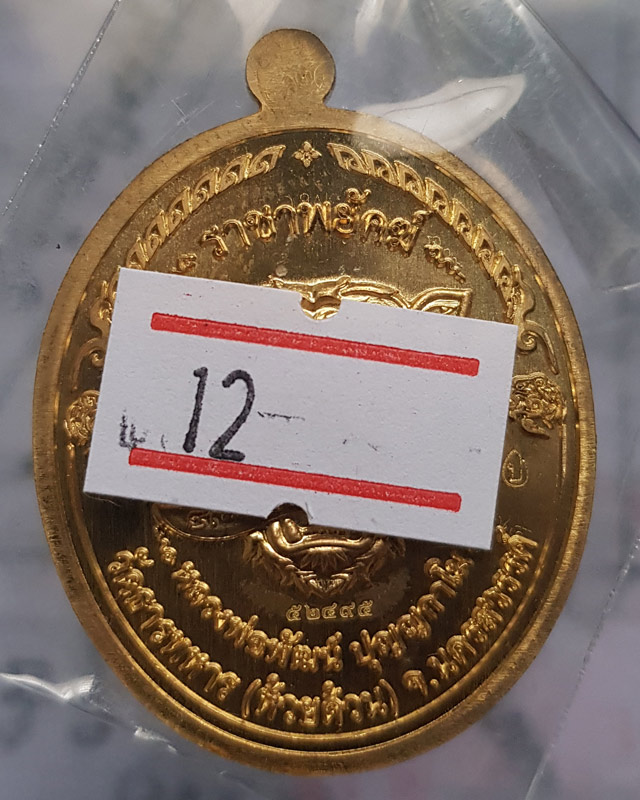 ราชาพยัคฆ์
12
๕๒๔๙๕
หลวงพ่อพัฒน์ ปุญญกาโม
วัดธารทหาร (ห้วยด้วน) จ.นครสวรรค์